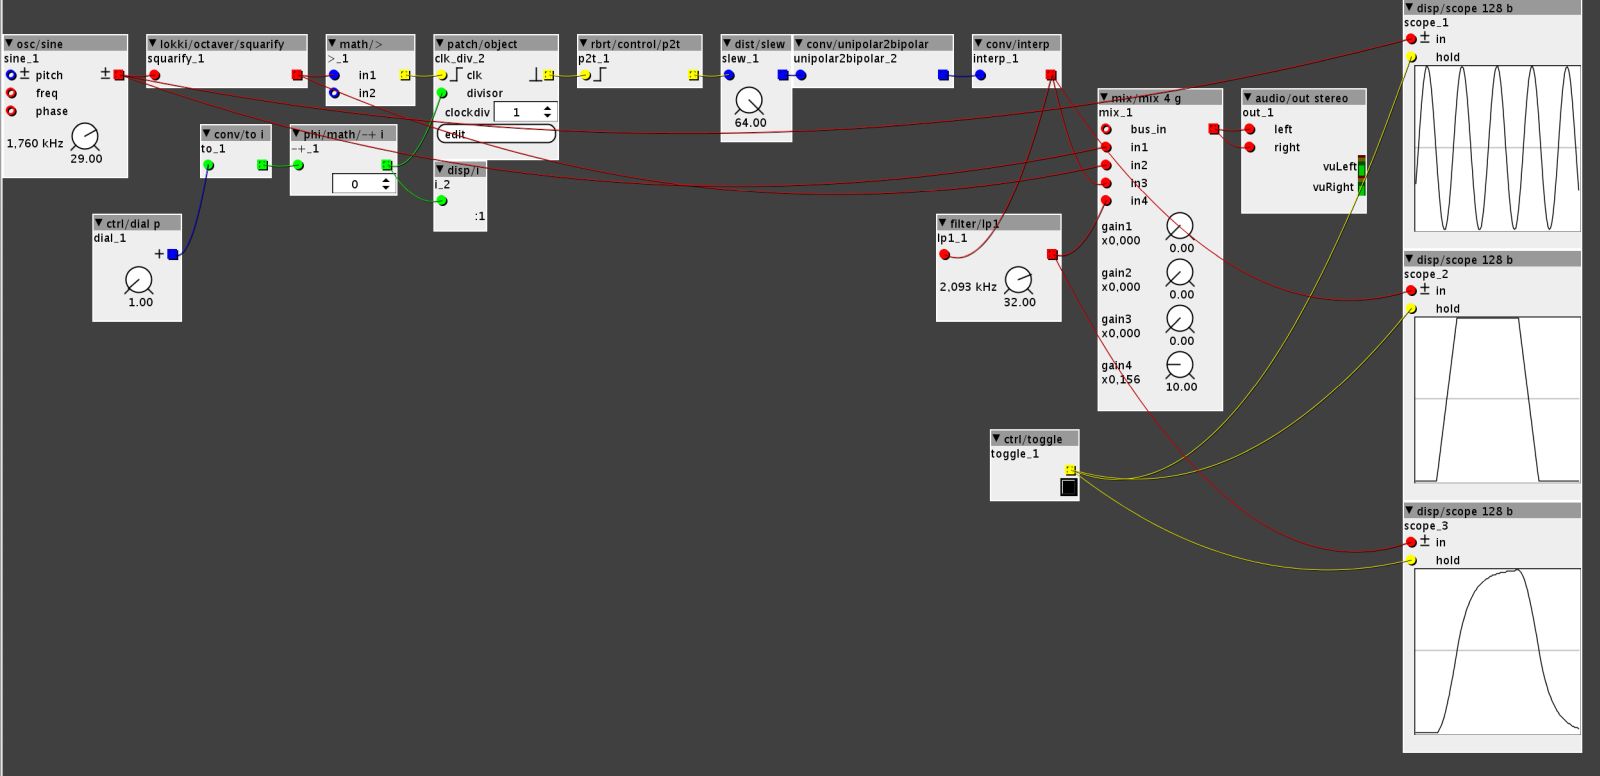 osc/sine
sine_1
± pitch ±
freq
phase
1,760 kHz
29.00
lokki/octaver/squarify
squarify_1
math/>
>_1
in1
in2
patch/object
clk_div_2
clk
divisor
clockdiv 1
edit
rbrt/control/p2t
p2t_1
dist/slew
slew_1
64.00
conv/unipolar2bipolar
unipolar2bipolar_2
conv/interp
interp_1
conv/to i
to_1
phi/math/-+ i
-+_1
0
disp/i
i_2
:1
ctrl/dial p
dial_1
+
1.00
filter/lp1
lp1_1
2,093 kHz
32.00
mix/mix 4 g
mix_1
bus_in
in1
in2
in3
in4
gain1
x0,000
0.00
gain2
x0,000
0.00
gain3
x0,000
0.00
gain4
x0,156
10.00
audio/out stereo
out_1
left
right
vuLeft
vuRight
ctrl/toggle
toggle_1
disp/scope 128 b
scope_1
± in
hold
disp/scope 128 b
scope_2
± in
hold
disp/scope 128 b
scope_3
± in
hold